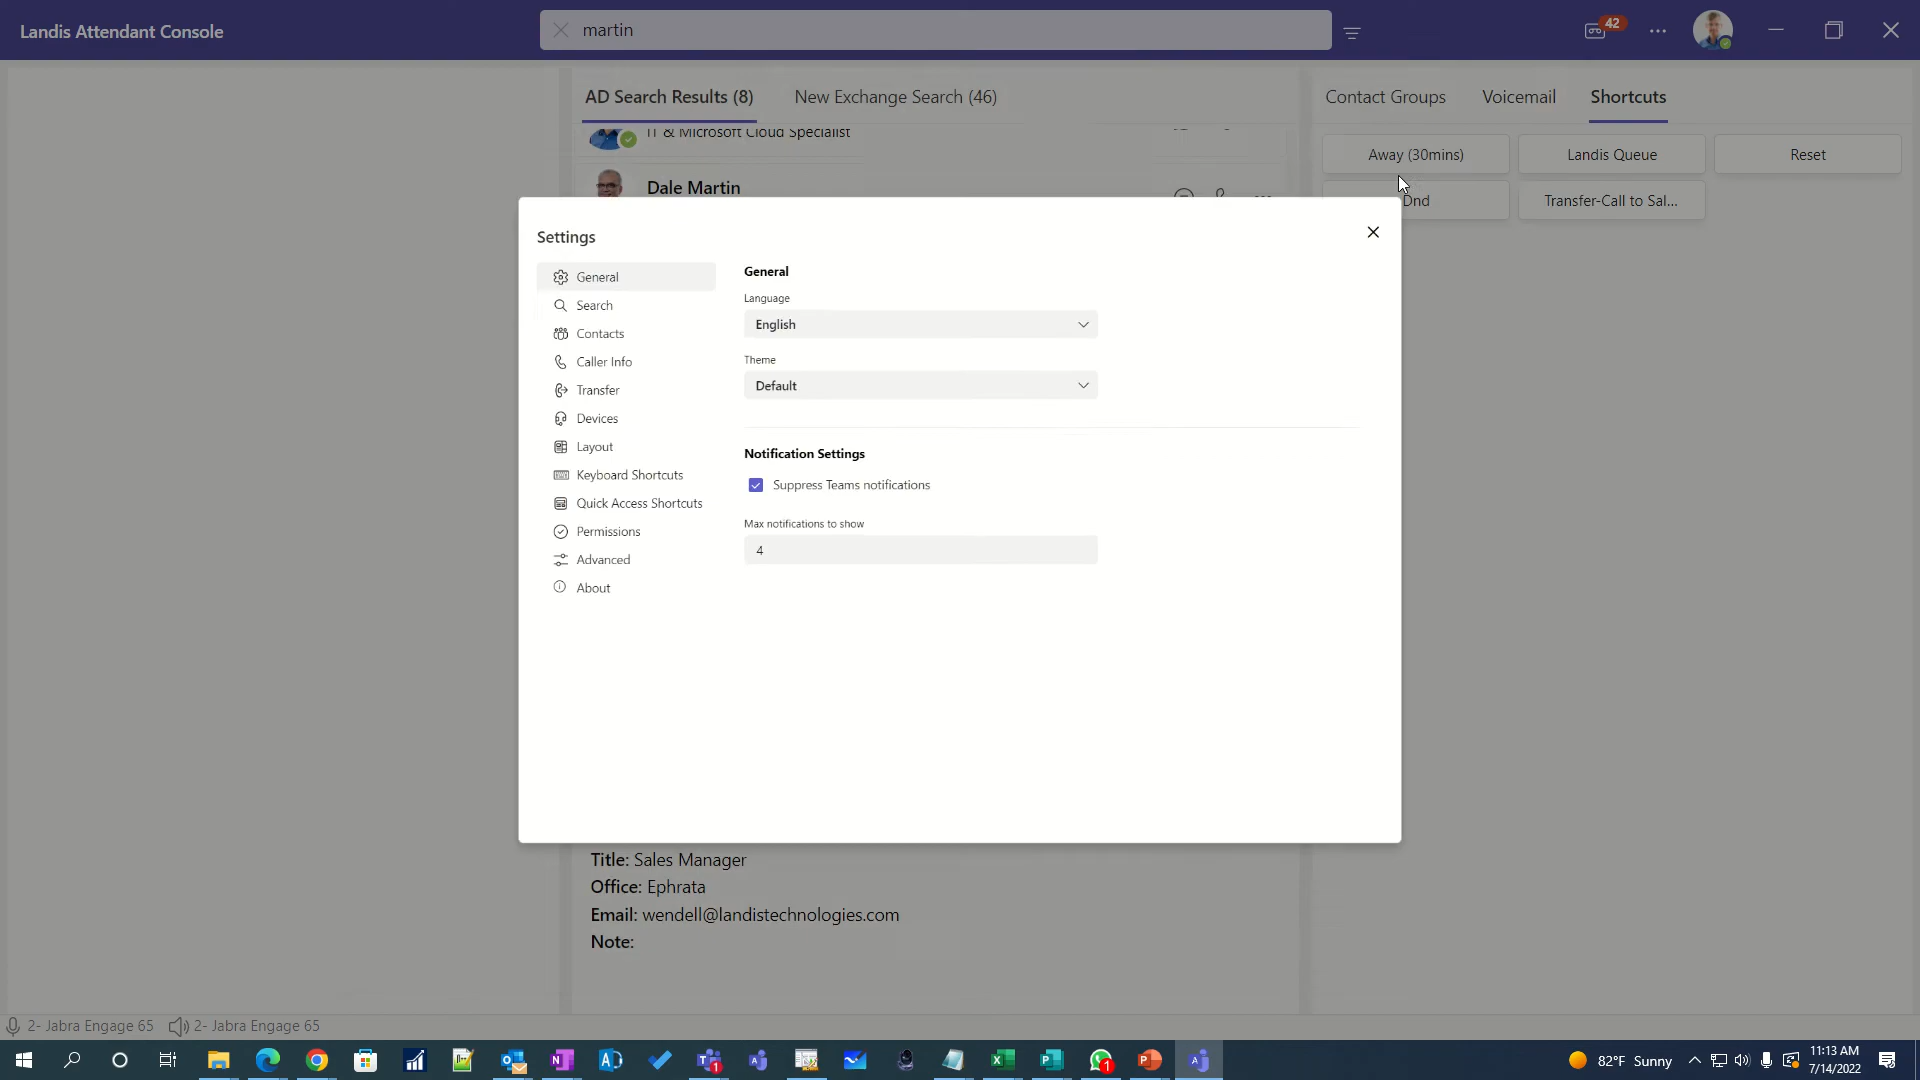 Landis Attendant Console
martin
42
AD Search Results (8)
New Exchange Search (46)
Contact Groups
Voicemail
Shortcuts
IT & Microsoft Cloud Specialist
Dale Martin
Away (30mins)
Landis Queue
Reset
Dnd
Transfer-Call to Sal...
Settings
General
Search
Contacts
Caller Info
Transfer
Devices
Layout
Keyboard Shortcuts
Quick Access Shortcuts
Permissions
Advanced
About
General
Language
English
Theme
Default
Notification Settings
Suppress Teams notifications
Max notifications to show
4
Title: Sales Manager
Office: Ephrata
Email: wendell@landistechnologies.com
Note:
2- Jabra Engage 65
2- Jabra Engage 65
1
1
82°F Sunny
11:13 AM
7/14/2022